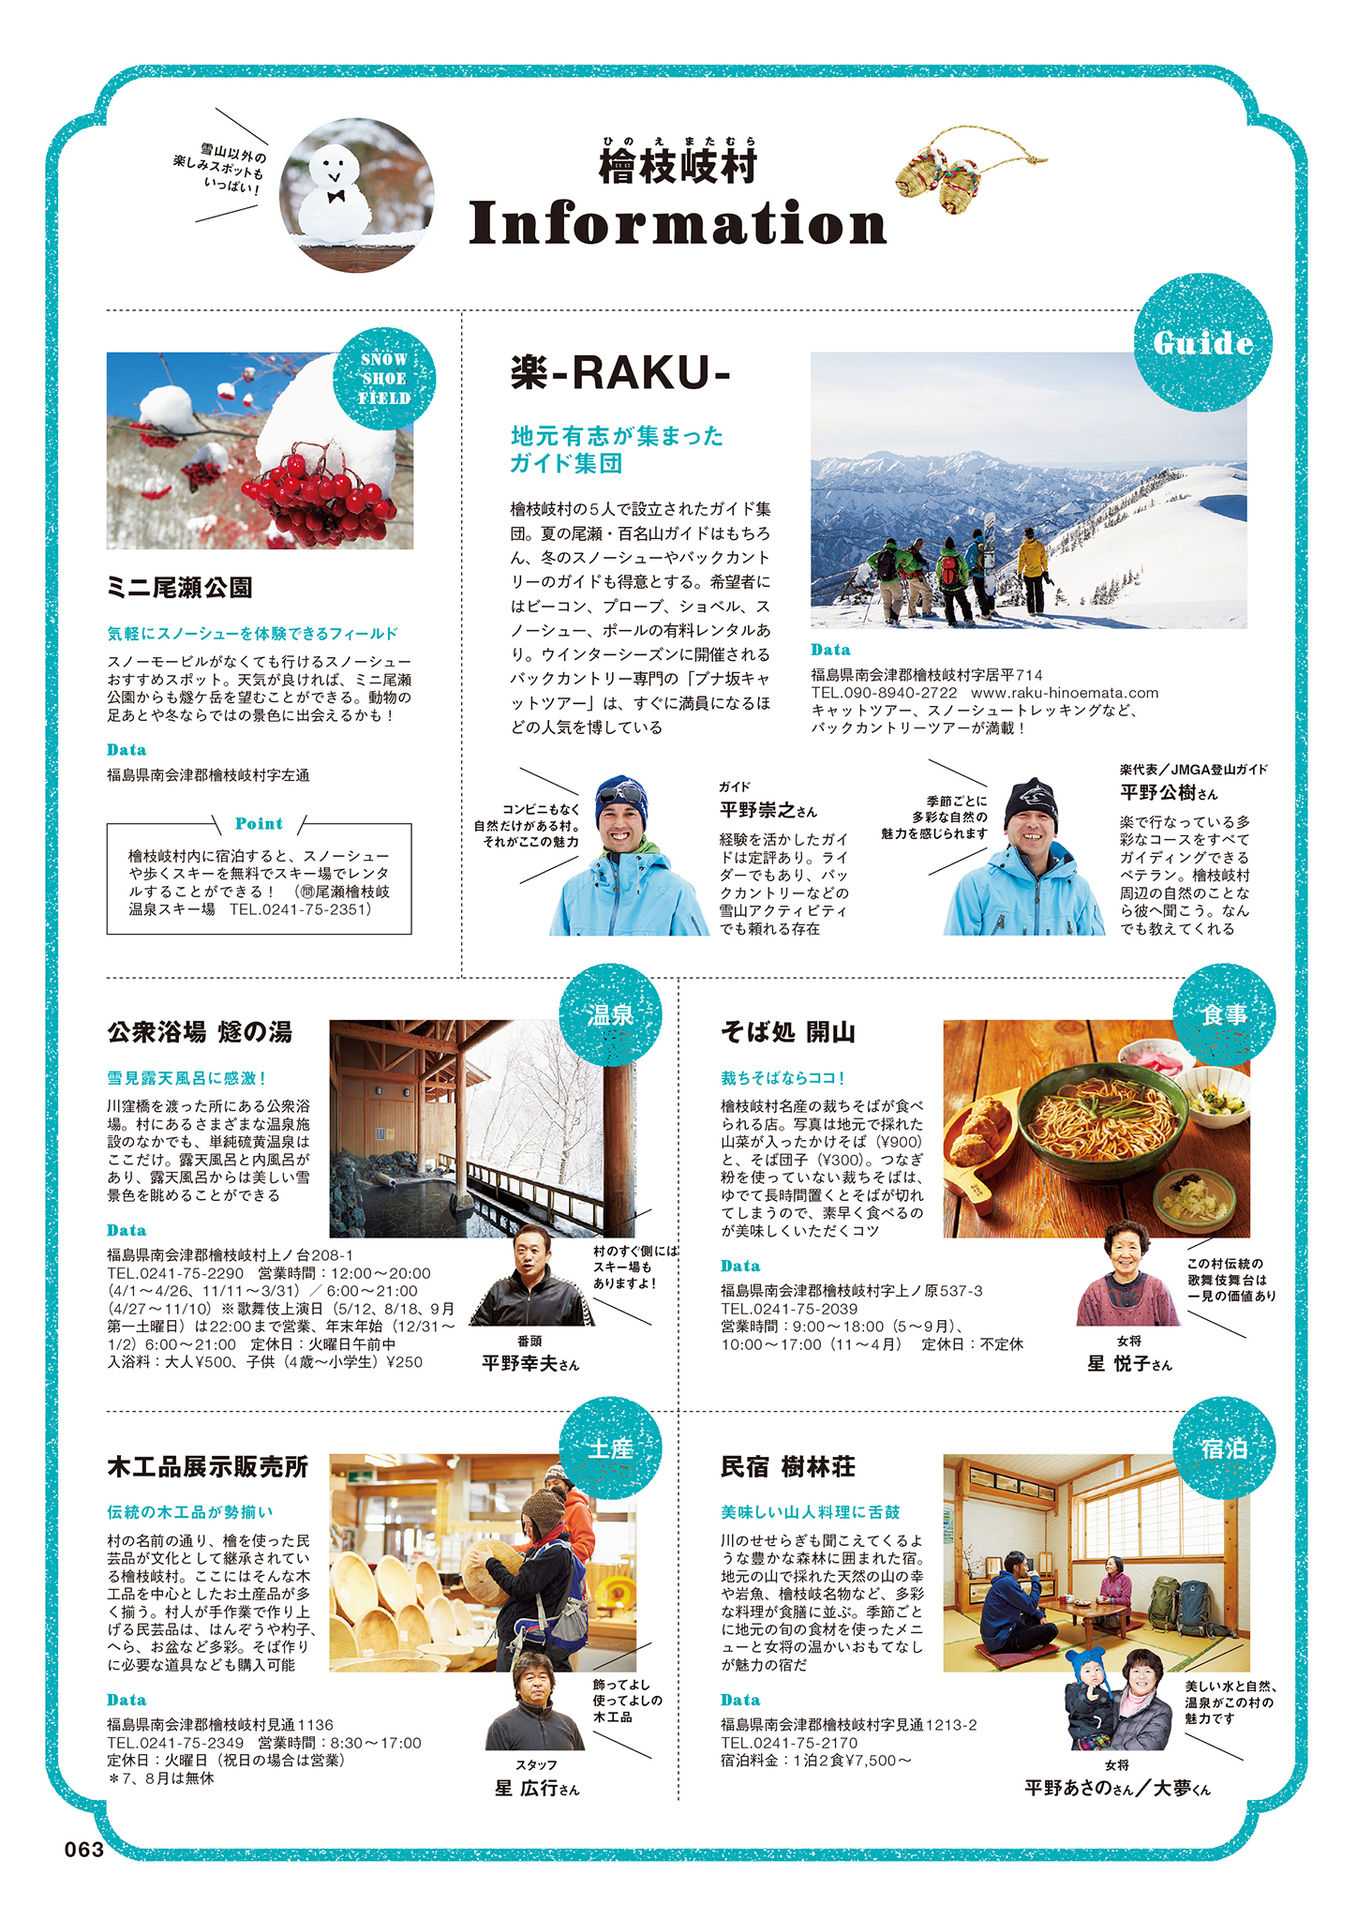 雪山以外の
楽しみスポットも
いっぱい！
ひのえまたむら
檜枝岐村
Information
SNOW
SHOE
FIELD
ミニ尾瀬公園
気軽にスノーシューを体験できるフィールド
スノーモービルがなくても行けるスノーシュー
おすすめスポット。天気が良ければ、ミニ尾瀬
公園からも燧ケ岳を望むことができる。動物の
足あとや冬ならではの景色に出会えるかも！
Data
福島県南会津郡檜枝岐村字左通
Point
檜枝岐村内に宿泊すると、スノーシュー
や歩くスキーを無料でスキー場でレンタ
ルすることができる！（㉄尾瀬檜枝岐
温泉スキー場　TEL.0241-75-2351）
Guide
楽-RAKU-
地元有志が集まった
ガイド集団
檜枝岐村の5人で設立されたガイド集
団。夏の尾瀬・百名山ガイドはもちろ
ん、冬のスノーシューやバックカント
リーのガイドも得意とする。希望者に
はビーコン、プローブ、ショベル、ス
ノーシュー、ポールの有料レンタルあ
り。ウインターシーズンに開催される
バックカントリー専門の「ブナ坂キャ
ットツアー」は、すぐに満員になるほ
どの人気を博している
Data
福島県南会津郡檜枝岐村字居平714
TEL.090-8940-2722　www.raku-hinoemata.com
キャットツアー、スノーシュートレッキングなど、
バックカントリーツアーが満載！
コンビニもなく
自然だけがある村。
それがここの魅力
ガイド
平野崇之さん
経験を活かしたガイ
ドは定評あり。ライ
ダーでもあり、バッ
クカントリーなどの
雪山アクティビティ
でも頼れる存在
季節ごとに
多彩な自然の
魅力を感じられます
楽代表／JMGA登山ガイド
平野公樹さん
楽で行なっている多
彩なコースをすべて
ガイディングできる
ベテラン。檜枝岐村
周辺の自然のことな
ら彼へ聞こう。なん
でも教えてくれる
温泉
公衆浴場 燧の湯
雪見露天風呂に感激！
川窪橋を渡った所にある公衆浴
場。村にあるさまざまな温泉施
設のなかでも、単純硫黄温泉は
ここだけ。露天風呂と内風呂が
あり、露天風呂からは美しい雪
景色を眺めることができる
Data
福島県南会津郡檜枝岐村上ノ台208-1
TEL.0241-75-2290　営業時間：12:00〜20:00
（4/1〜4/26、11/11〜3/31）／6:00〜21:00
（4/27〜11/10）※歌舞伎上演日（5/12、8/18、9月
第一土曜日）は22:00まで営業、年末年始（12/31〜
1/2）6:00〜21:00　定休日：火曜日午前中
入浴料：大人¥500、子供（4歳〜小学生）¥250
村のすぐ側には
スキー場も
ありますよ！
番頭
平野幸夫さん
食事
そば処 開山
裁ちそばならココ！
檜枝岐村名産の裁ちそばが食べ
られる店。写真は地元で採れた
山菜が入ったかけそば（¥900）
と、そば団子（¥300）。つなぎ
粉を使っていない裁ちそばは、
ゆでて長時間置くとそばが切れ
てしまうので、素早く食べるの
が美味しくいただくコツ
Data
福島県南会津郡檜枝岐村字上ノ原537-3
TEL.0241-75-2039
営業時間：9:00〜18:00（5〜9月）、
10:00〜17:00（11〜4月）　定休日：不定休
この村伝統の
歌舞伎舞台は
一見の価値あり
女将
星 悦子さん
土産
木工品展示販売所
伝統の木工品が勢揃い
村の名前の通り、檜を使った民
芸品が文化として継承されてい
る檜枝岐村。ここにはそんな木
工品を中心としたお土産品が多
く揃う。村人が手作業で作り上
げる民芸品は、はんぞうや杓子、
へら、お盆など多彩。そば作り
に必要な道具なども購入可能
Data
福島県南会津郡檜枝岐村見通1136
TEL.0241-75-2349　営業時間：8:30〜17:00
定休日：火曜日（祝日の場合は営業）
＊7、8月は無休
飾ってよし
使ってよしの
木工品
スタッフ
星 広行さん
宿泊
民宿 樹林荘
美味しい山人料理に舌鼓
川のせせらぎも聞こえてくるよ
うな豊かな森林に囲まれた宿。
地元の山で採れた天然の山の幸
や岩魚、檜枝岐名物など、多彩
な料理が食膳に並ぶ。季節ごと
に地元の旬の食材を使ったメニ
ューと女将の温かいおもてなし
が魅力の宿だ
Data
福島県南会津郡檜枝岐村字見通1213-2
TEL.0241-75-2170
宿泊料金：1泊2食¥7,500〜
美しい水と自然、
温泉がこの村の
魅力です
女将
平野あさのさん／大夢くん
063